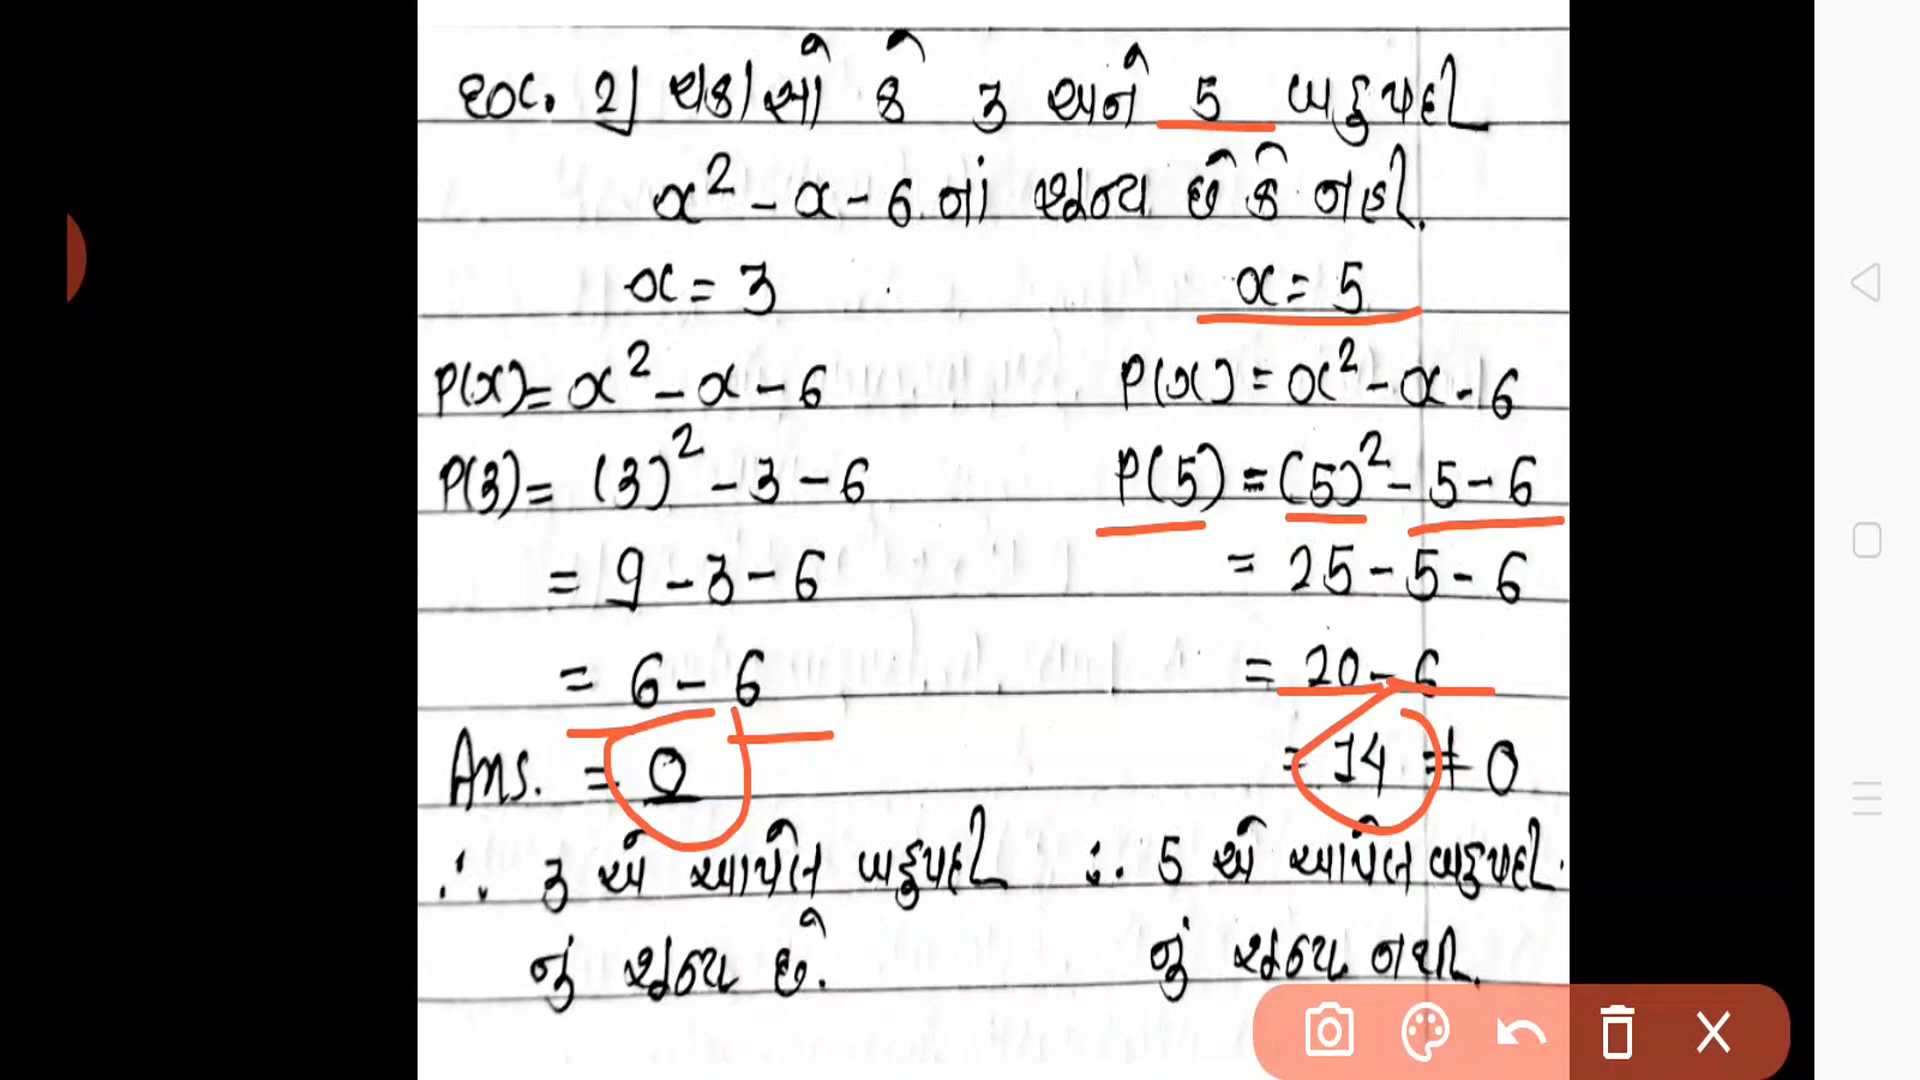 દા. 2) ચકાસો કે 3 અને 5 બહુપદી
x² - x - 6 નાં શૂન્ય છે કે નહીં.
x = 3 x = 5
P(x) = x² - x - 6 P(x) = x² - x - 6
P(3) = (3)² - 3 - 6 P(5) = (5)² - 5 - 6
= 9 - 3 - 6 = 25 - 5 - 6
= 6 - 6 = 20 - 6
Ans. = 0 = 14 ≠ 0
∴ 3 એ આપેલ બહુપદી ∴ 5 એ આપેલ બહુપદી
નું શૂન્ય છે. નું શૂન્ય નથી.